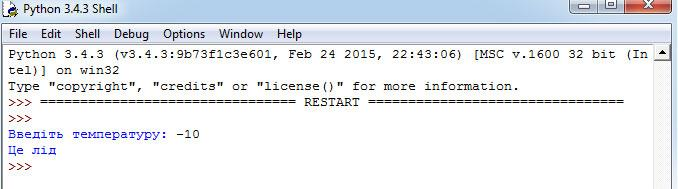 Python 3.4.3 Shell
File Edit Shell Debug Options Window Help
Python 3.4.3 (v3.4.3:9b73f1c3e601, Feb 24 2015, 22:43:06) [MSC v.1600 32 bit (In
tel)] on win32
Type "copyright", "credits" or "license()" for more information.
>>> ================================ RESTART ================================
>>>
Введіть температуру: -10
Це лід
>>>